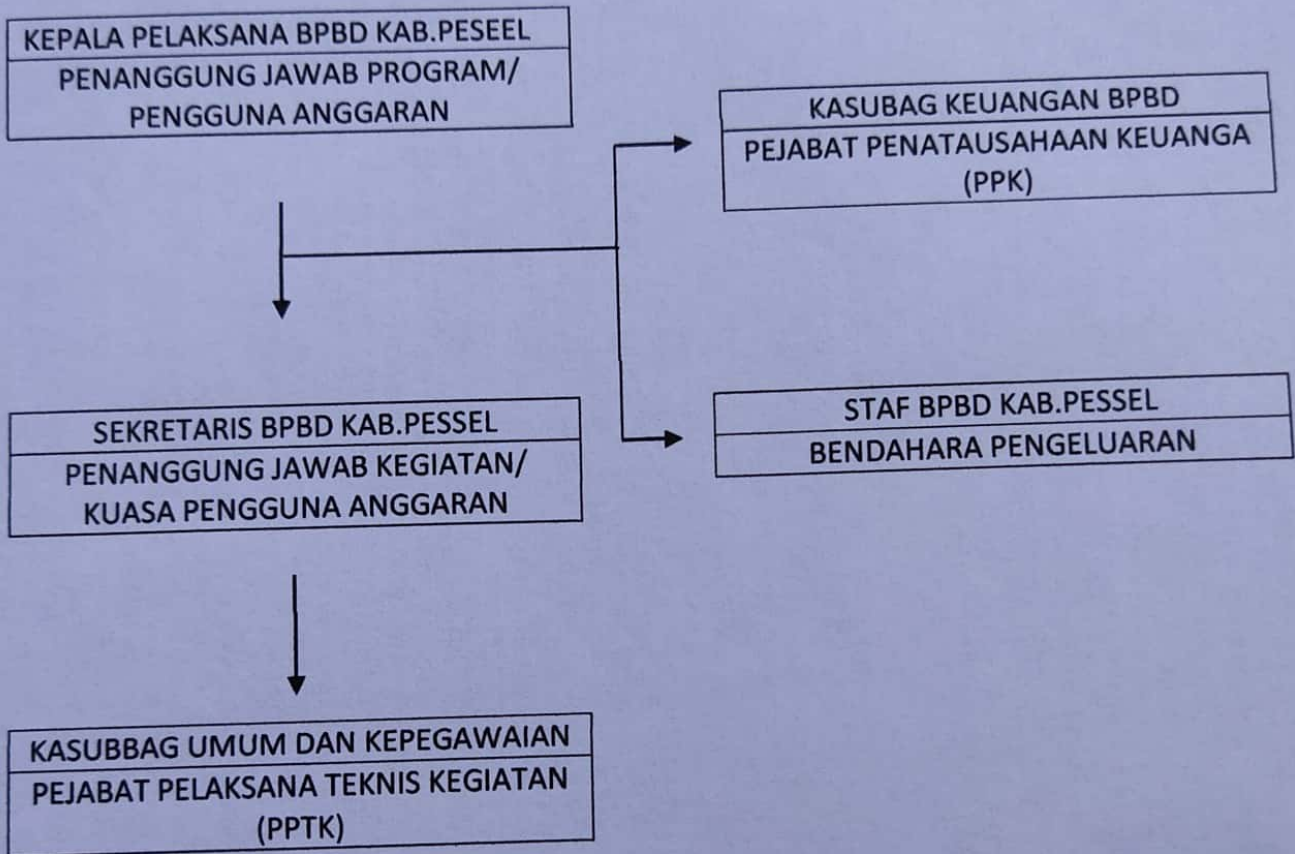 KEPALA PELAKSANA BPBD KAB.PESEEL
PENANGGUNG JAWAB PROGRAM/
PENGGUNA ANGGARAN
KASUBAG KEUANGAN BPBD
PEJABAT PENATAUSAHAAN KEUANGA
(PPK)
SEKRETARIS BPBD KAB.PESSEL
PENANGGUNG JAWAB KEGIATAN/
KUASA PENGGUNA ANGGARAN
STAF BPBD KAB.PESSEL
BENDAHARA PENGELUARAN
KASUBBAG UMUM DAN KEPEGAWAIAN
PEJABAT PELAKSANA TEKNIS KEGIATAN
(PPTK)